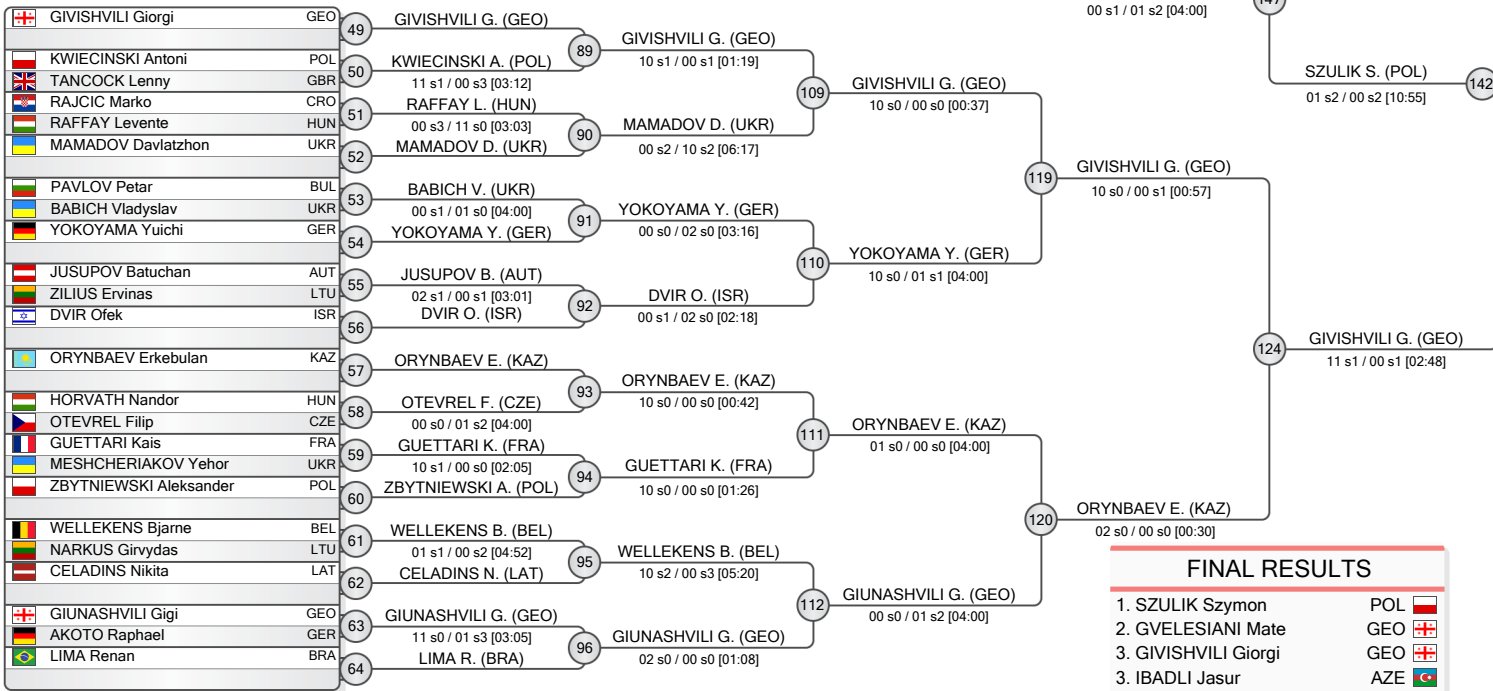 GIVISHVILI Giorgi GEO
KWIECINSKI Antoni POL
TANCOCK Lenny GBR
RAJCIC Marko CRO
RAFFAY Levente HUN
MAMADOV Davlatzhon UKR
PAVLOV Petar BUL
BABICH Vladyslav UKR
YOKOYAMA Yuichi GER
JUSUPOV Batuchan AUT
ZILIUS Ervinas LTU
DVIR Ofek ISR
ORYNBAEV Erkebulan KAZ
HORVATH Nandor HUN
OTEVREL Filip CZE
GUETTARI Kais FRA
MESHCHERIAKOV Yehor UKR
ZBYTNIEWSKI Aleksander POL
WELLEKENS Bjarne BEL
NARKUS Girvydas LTU
CELADINS Nikita LAT
GIUNASHVILI Gigi GEO
AKOTO Raphael GER
LIMA Renan BRA
49
50
51
52
53
54
55
56
57
58
59
60
61
62
63
64
GIVISHVILI G. (GEO)
KWIECINSKI A. (POL)
11 s1 / 00 s3 [03:12]
RAFFAY L. (HUN)
00 s3 / 11 s0 [03:03]
MAMADOV D. (UKR)
BABICH V. (UKR)
00 s1 / 01 s0 [04:00]
YOKOYAMA Y. (GER)
JUSUPOV B. (AUT)
02 s1 / 00 s1 [03:01]
DVIR O. (ISR)
ORYNBAEV E. (KAZ)
OTEVREL F. (CZE)
00 s0 / 01 s2 [04:00]
GUETTARI K. (FRA)
10 s1 / 00 s0 [02:05]
ZBYTNIEWSKI A. (POL)
WELLEKENS B. (BEL)
01 s1 / 00 s2 [04:52]
CELADINS N. (LAT)
GIUNASHVILI G. (GEO)
11 s0 / 01 s3 [03:05]
LIMA R. (BRA)
89
90
91
92
93
94
95
96
GIVISHVILI G. (GEO)
10 s1 / 00 s1 [01:19]
MAMADOV D. (UKR)
00 s2 / 10 s2 [06:17]
YOKOYAMA Y. (GER)
00 s0 / 02 s0 [03:16]
DVIR O. (ISR)
00 s1 / 02 s0 [02:18]
ORYNBAEV E. (KAZ)
10 s0 / 00 s0 [00:42]
GUETTARI K. (FRA)
10 s0 / 00 s0 [01:26]
WELLEKENS B. (BEL)
10 s2 / 00 s3 [05:20]
GIUNASHVILI G. (GEO)
02 s0 / 00 s0 [01:08]
109
110
111
112
GIVISHVILI G. (GEO)
10 s0 / 00 s0 [00:37]
YOKOYAMA Y. (GER)
10 s0 / 01 s1 [04:00]
ORYNBAEV E. (KAZ)
01 s0 / 00 s0 [04:00]
GIUNASHVILI G. (GEO)
00 s0 / 01 s2 [04:00]
119
120
GIVISHVILI G. (GEO)
10 s0 / 00 s1 [00:57]
ORYNBAEV E. (KAZ)
02 s0 / 00 s0 [00:30]
124
GIVISHVILI G. (GEO)
11 s1 / 00 s1 [02:48]
00 s1 / 01 s2 [04:00]
SZULIK S. (POL)
01 s2 / 00 s2 [10:55]
142
FINAL RESULTS
1. SZULIK Szymon POL
2. GVELESIANI Mate GEO
3. GIVISHVILI Giorgi GEO
3. IBADLI Jasur AZE